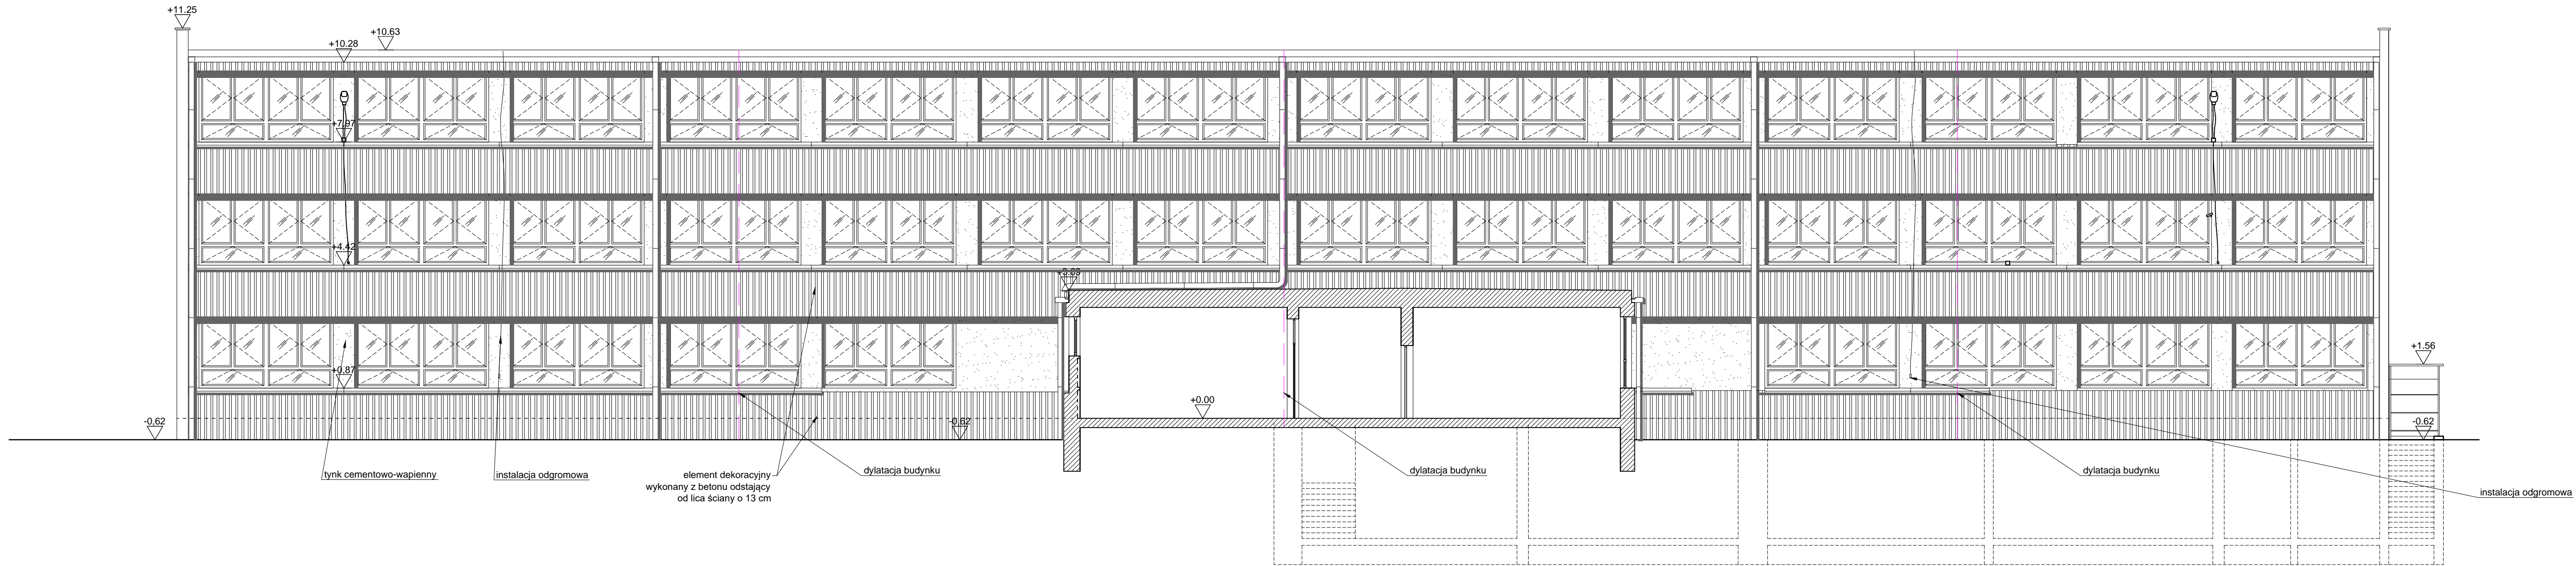 +11.25
+10.63
+10.28
+7.97
+4.42
+0.87
+1.56
+0.00
-0.62
-0.62
-0.62
tynk cementowo-wapienny
instalacja odgromowa
element dekoracyjny
wykonany z betonu odstający
od lica ściany o 13 cm
dylatacja budynku
dylatacja budynku
dylatacja budynku
instalacja odgromowa